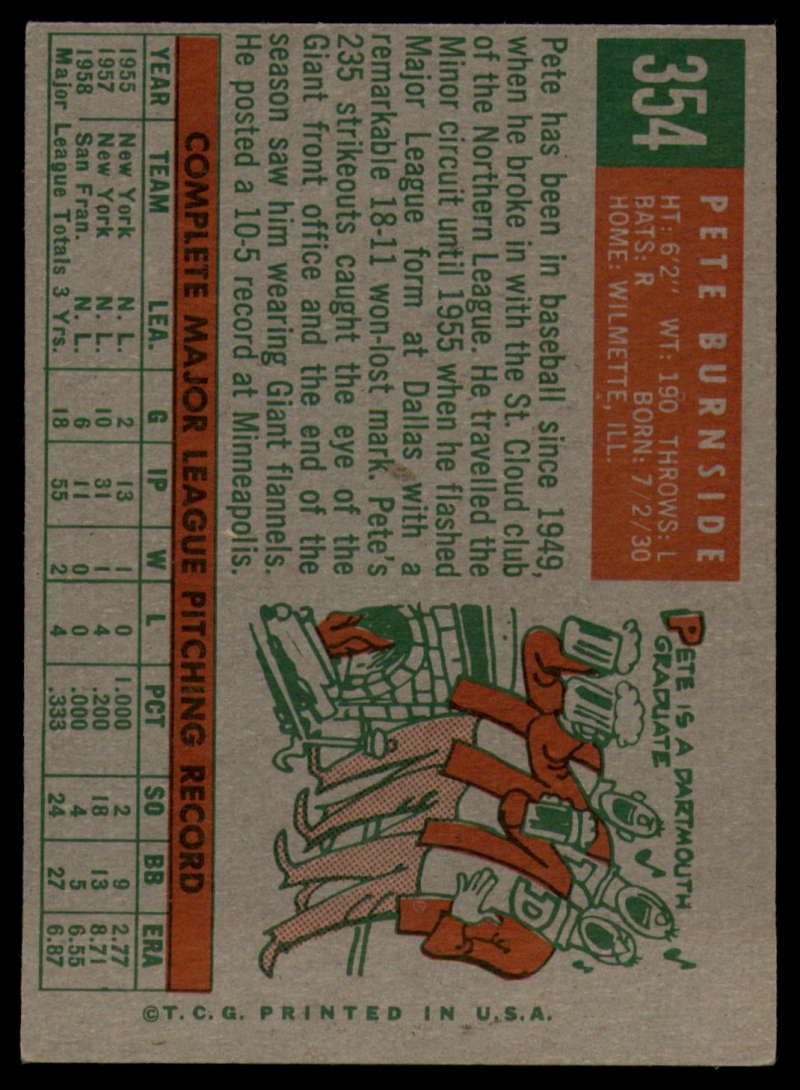 354
PETE BURNSIDE
HT: 6'2" WT: 190 THROWS: L
BATS: R BORN: 7/2/30
HOME: WILMETTE, ILL.
Pete has been in baseball since 1949,
when he broke in with the St. Cloud club
of the Northern League. He travelled the
Minor circuit until 1955 when he flashed
Major League form at Dallas with a
remarkable 18-11 won-lost mark. Pete's
235 strikeouts caught the eye of the
Giant front office and the end of the
season saw him wearing Giant flannels.
He posted a 10-5 record at Minneapolis.
PETE IS A DARTMOUTH
GRADUATE
D
COMPLETE MAJOR LEAGUE PITCHING RECORD
YEAR TEAM LEA. G IP W L PCT SO BB ERA
1955 New York N. L. 2 13 1 0 1.000 2 9 2.77
1957 New York N. L. 10 31 1 4 .200 18 13 8.71
1958 San Fran. N. L. 6 11 0 0 .000 4 5 6.55
Major League Totals 3 Yrs. 18 55 2 4 .333 24 27 6.87
©T. C. G. PRINTED IN U.S.A.